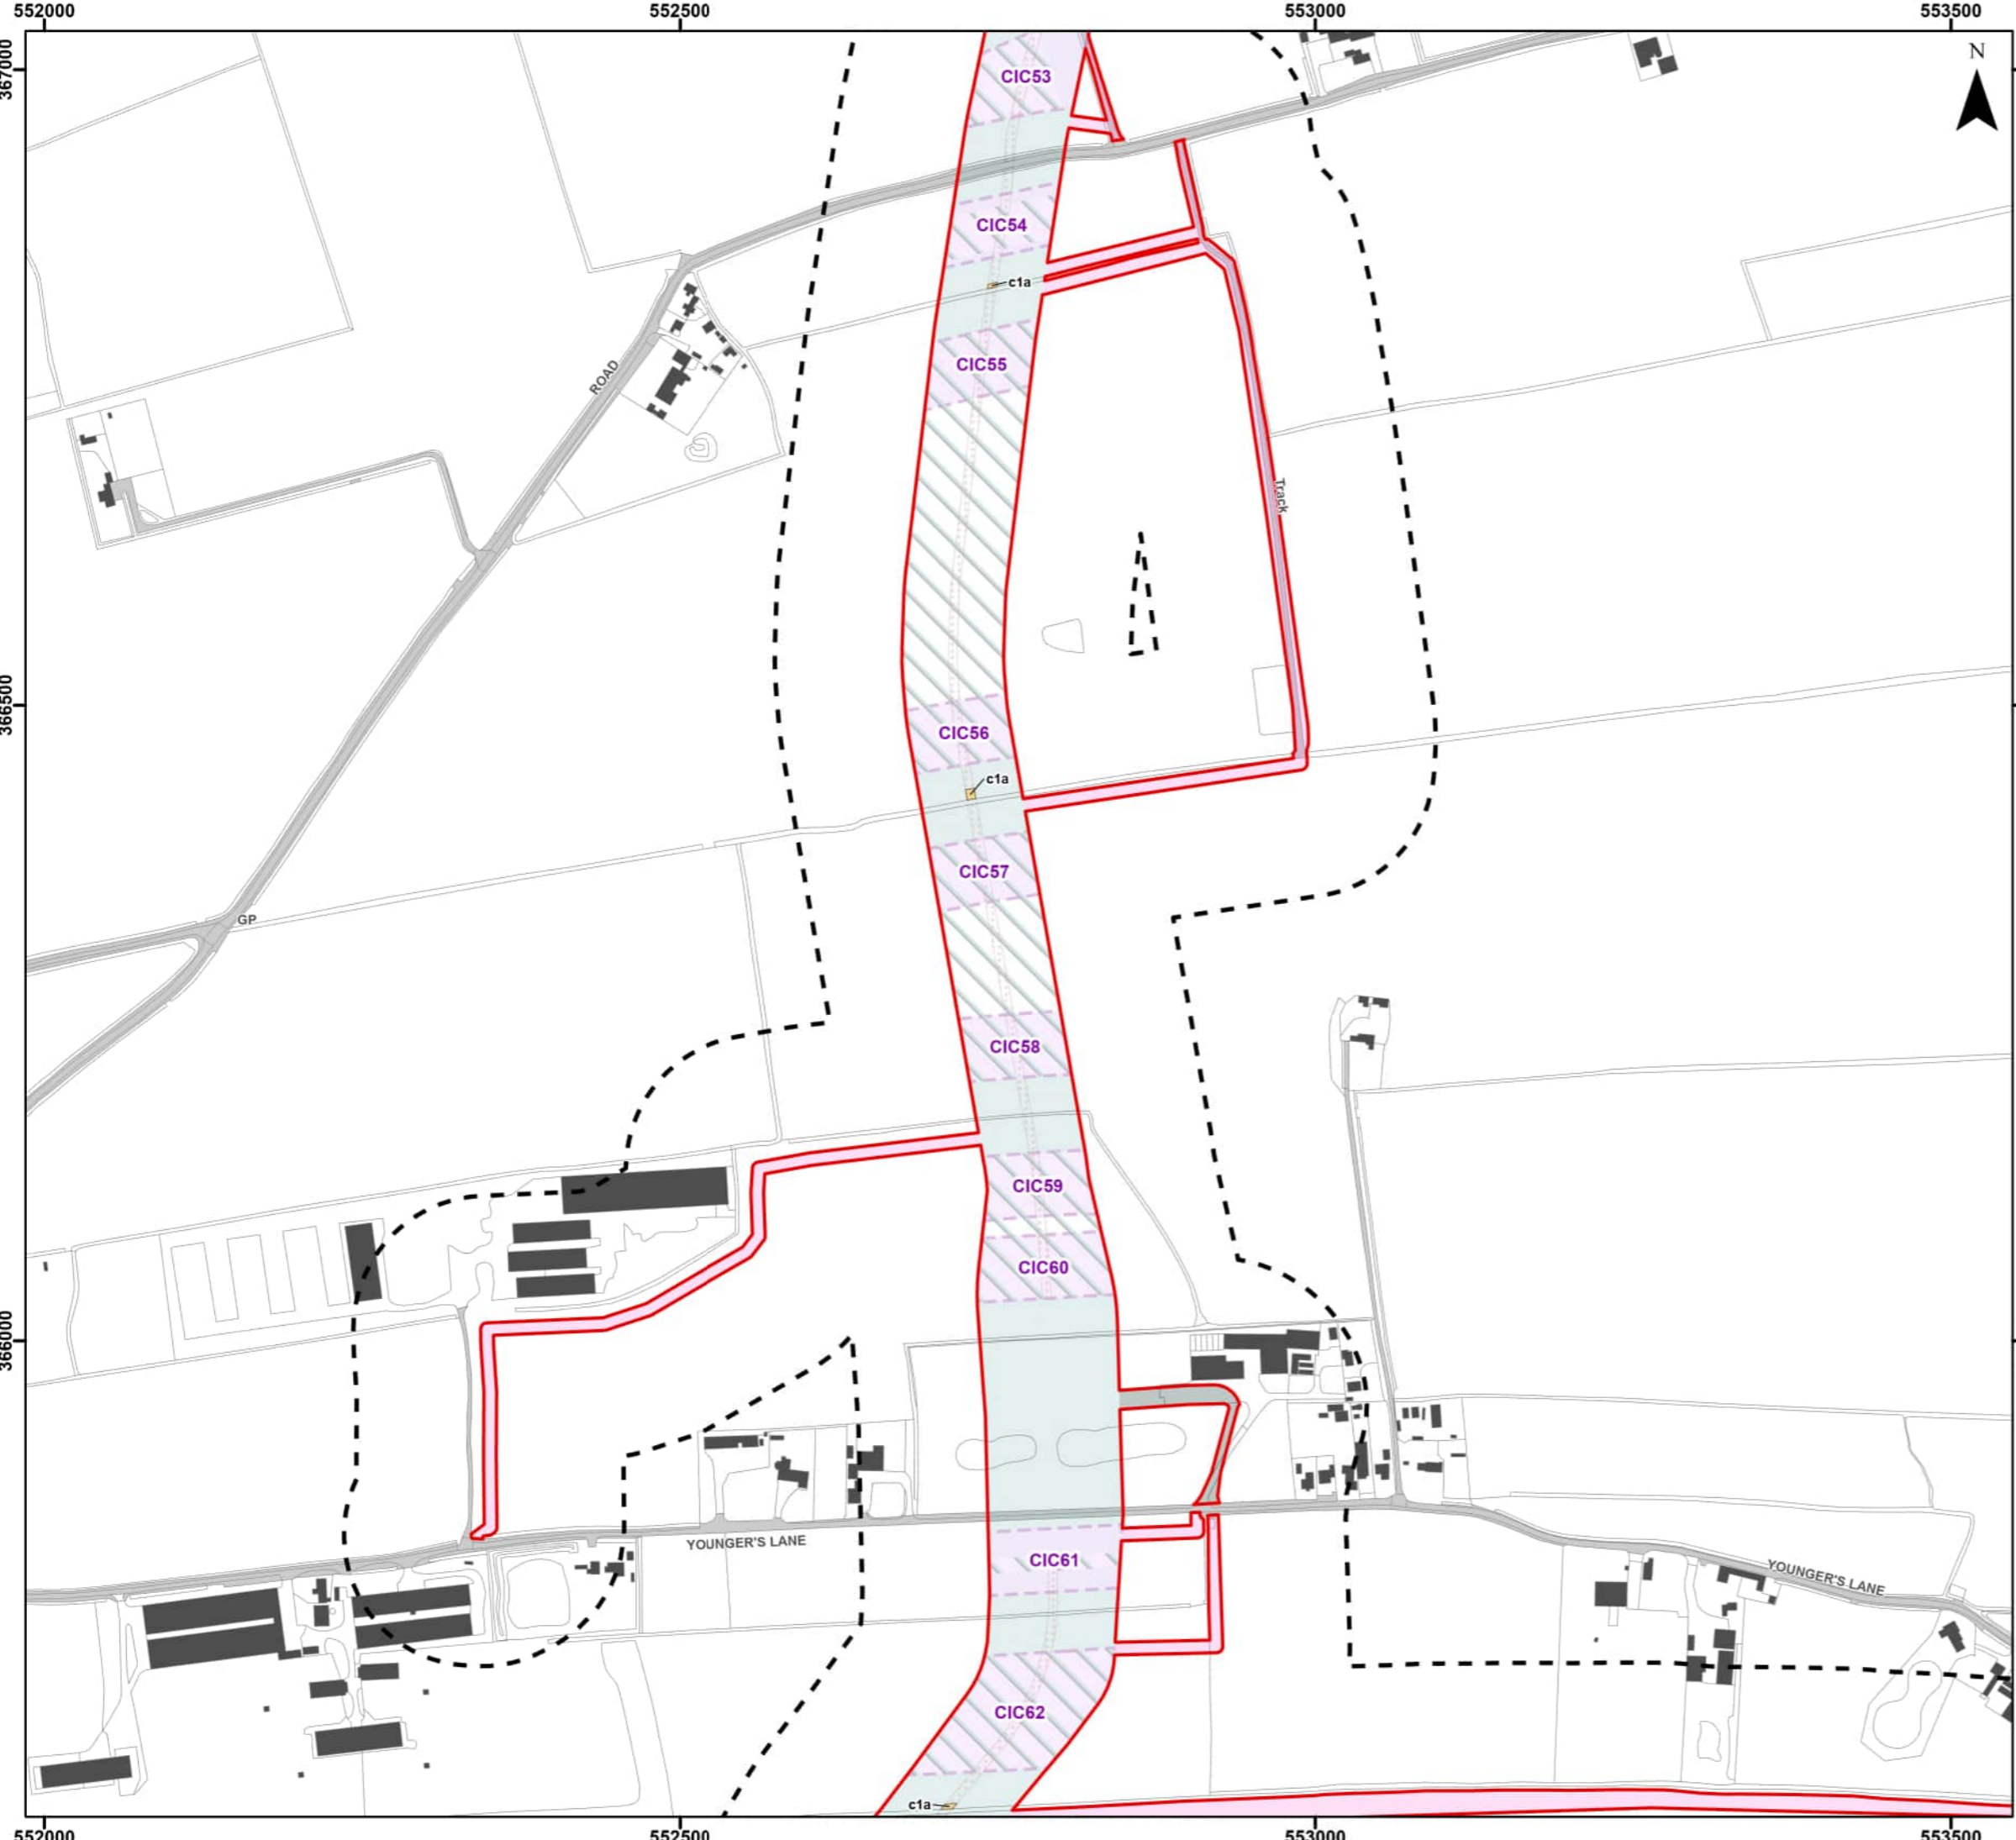 552000
552500
553000
553500
367000
N
CIC53
CIC54
c1a
CIC55
ROAD
Track
366500
CIC56
c1a
CIC57
GP
CIC58
CIC59
CIC60
366000
YOUNGER'S LANE
CIC61
YOUNGER'S LANE
CIC62
c1a
552000
552500
553000
553500